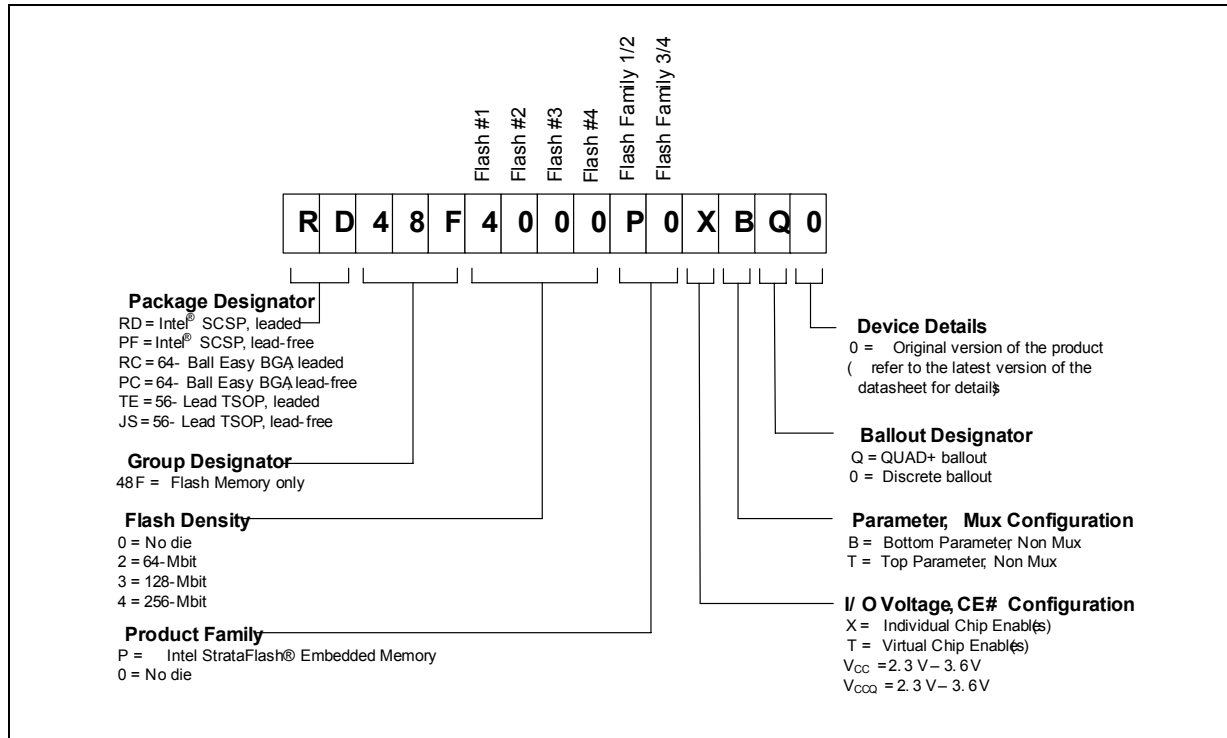 Flash #1
Flash #2
Flash #3
Flash #4
Flash Family 1/2
Flash Family 3/4
R D 4 8 F 4 0 0 0 P 0 X B Q 0
Package Designator
RD = Intel® SCSP, leaded
PF = Intel® SCSP, lead-free
RC = 64- Ball Easy BGA, leaded
PC = 64- Ball Easy BGA, lead-free
TE = 56- Lead TSOP, leaded
JS = 56- Lead TSOP, lead-free
Group Designator
48F = Flash Memory only
Flash Density
0 = No die
2 = 64-Mbit
3 = 128-Mbit
4 = 256-Mbit
Product Family
P = Intel StrataFlash® Embedded Memory
0 = No die
Device Details
0 = Original version of the product
( refer to the latest version of the
datasheet for details)
Ballout Designator
Q = QUAD+ ballout
0 = Discrete ballout
Parameter, Mux Configuration
B = Bottom Parameter, Non Mux
T = Top Parameter, Non Mux
I/ O Voltage, CE# Configuration
X = Individual Chip Enable(s)
T = Virtual Chip Enable(s)
VCC = 2.3 V – 3.6 V
VCCQ = 2.3 V – 3.6 V